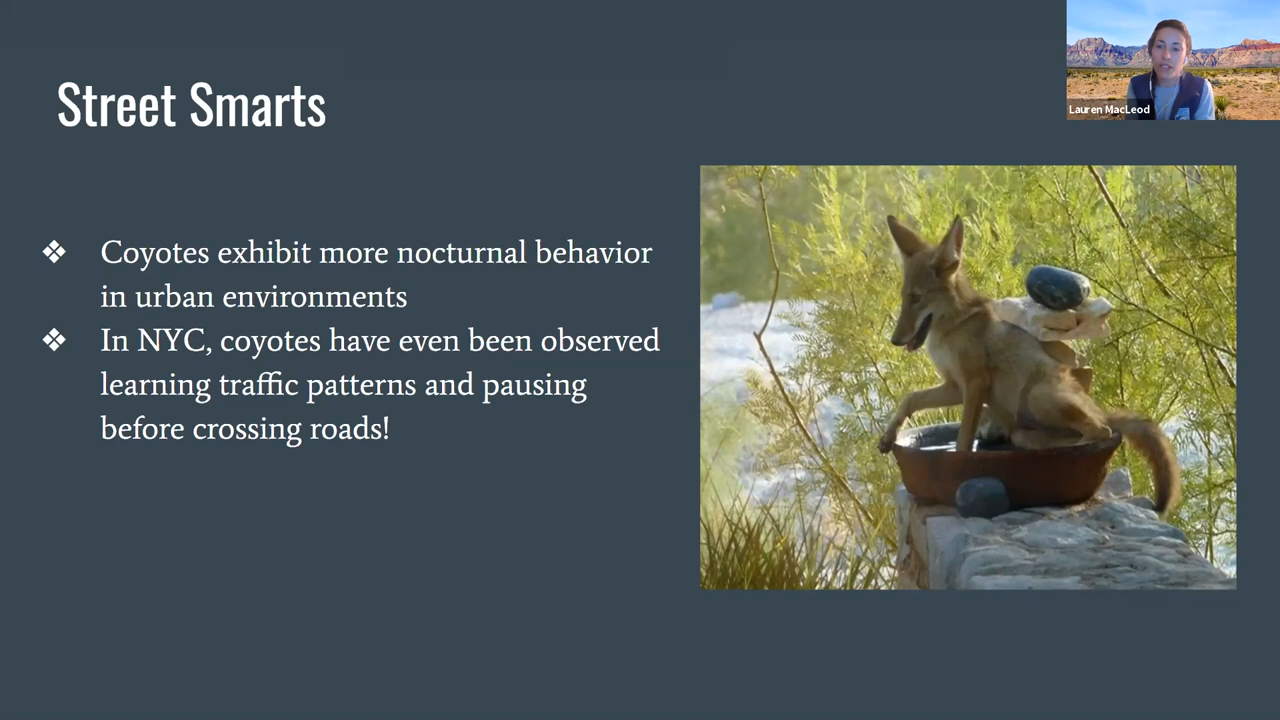 Lauren MacLeod
Street Smarts
❖ Coyotes exhibit more nocturnal behavior
in urban environments
❖ In NYC, coyotes have even been observed
learning traffic patterns and pausing
before crossing roads!